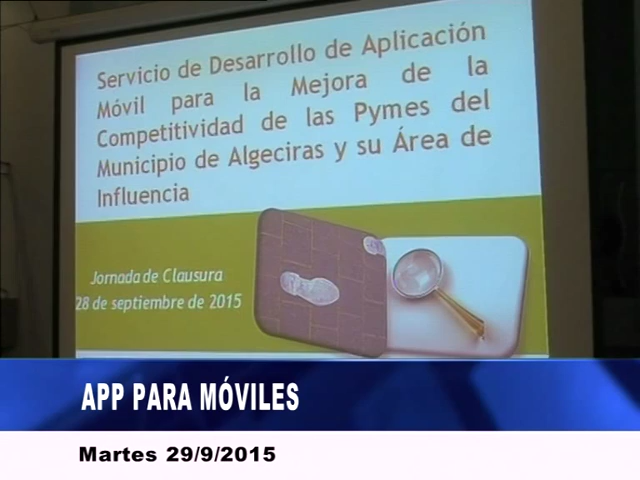 Servicio de Desarrollo de Aplicación
Móvil para la Mejora de la
Competitividad de las Pymes del
Municipio de Algeciras y su Área de
Influencia
Jornada de Clausura
28 de septiembre de 2015
APP PARA MÓVILES
Martes 29/9/2015